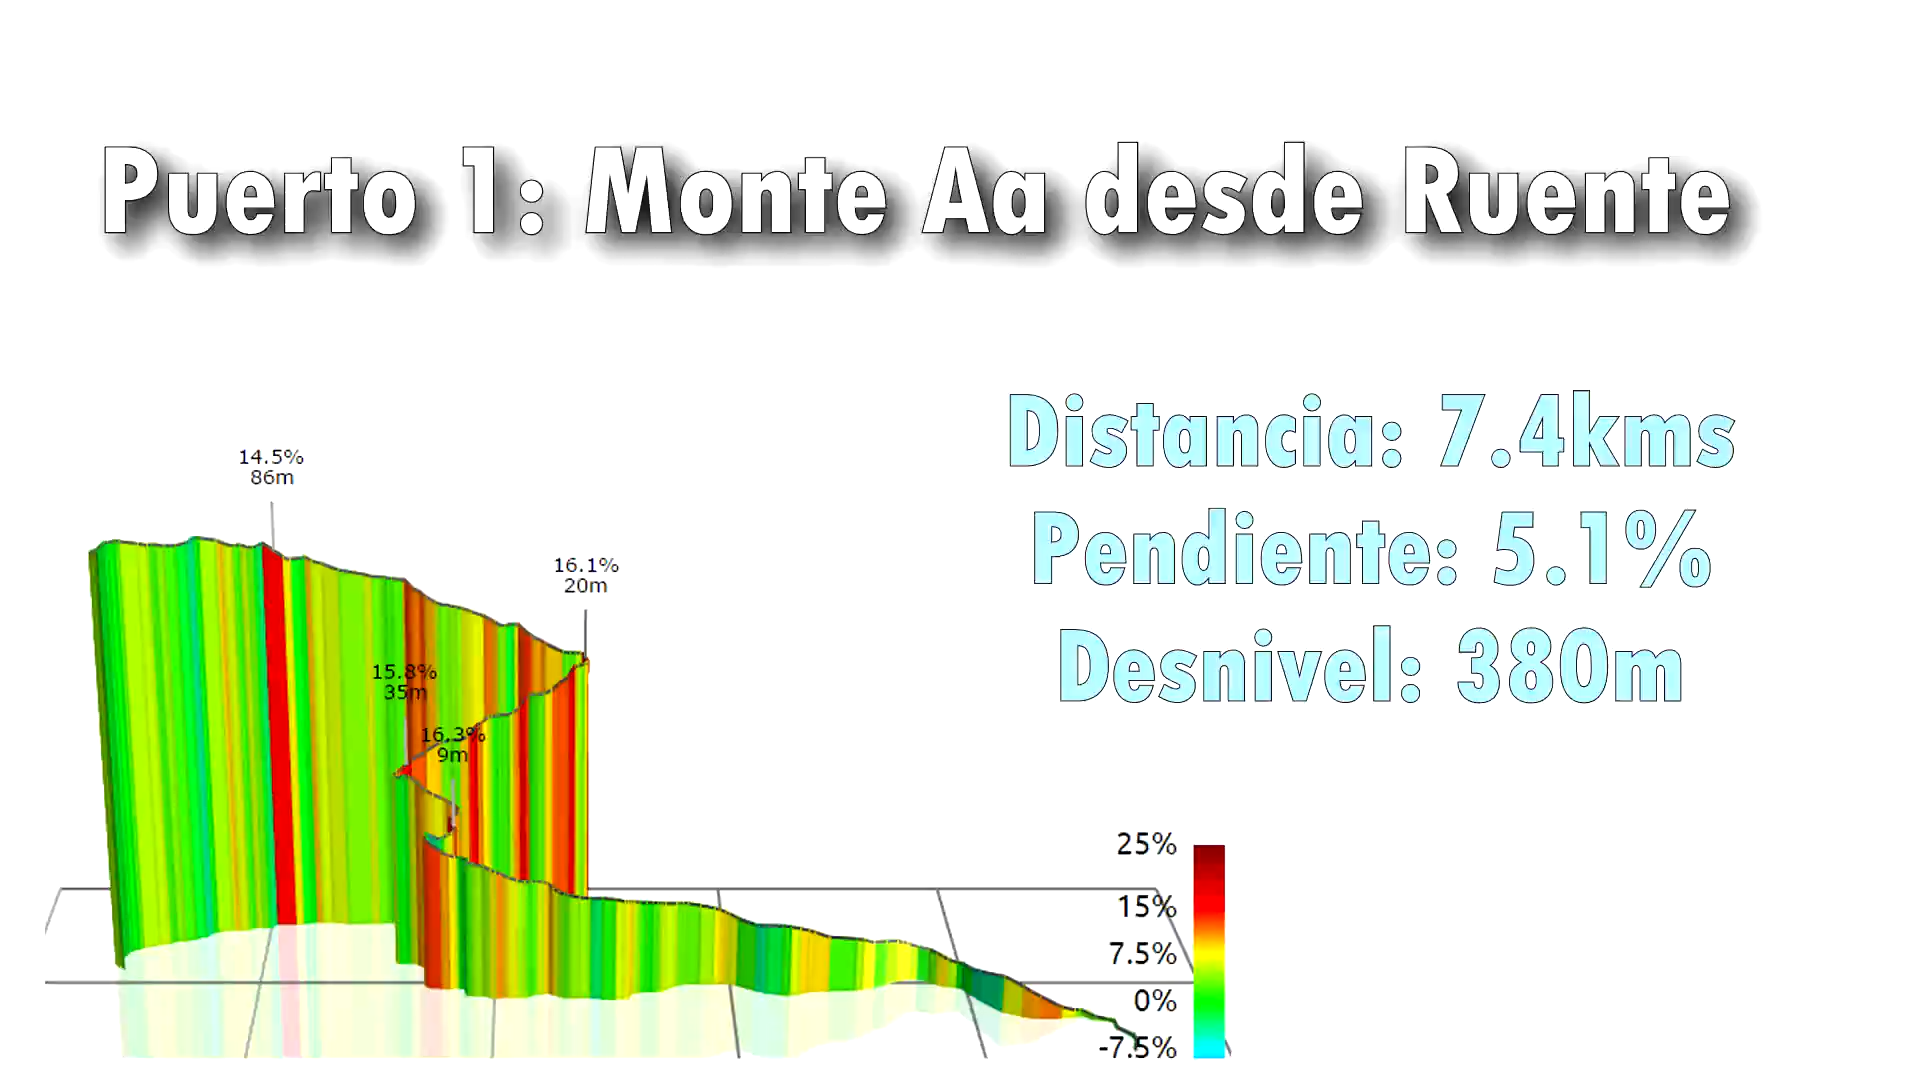 Puerto 1: Monte Aa desde Ruente
Distancia: 7.4kms
Pendiente: 5.1%
Desnivel: 380m
14.5%
86m
16.1%
20m
15.8%
35m
16.3%
9m
25%
15%
7.5%
0%
-7.5%